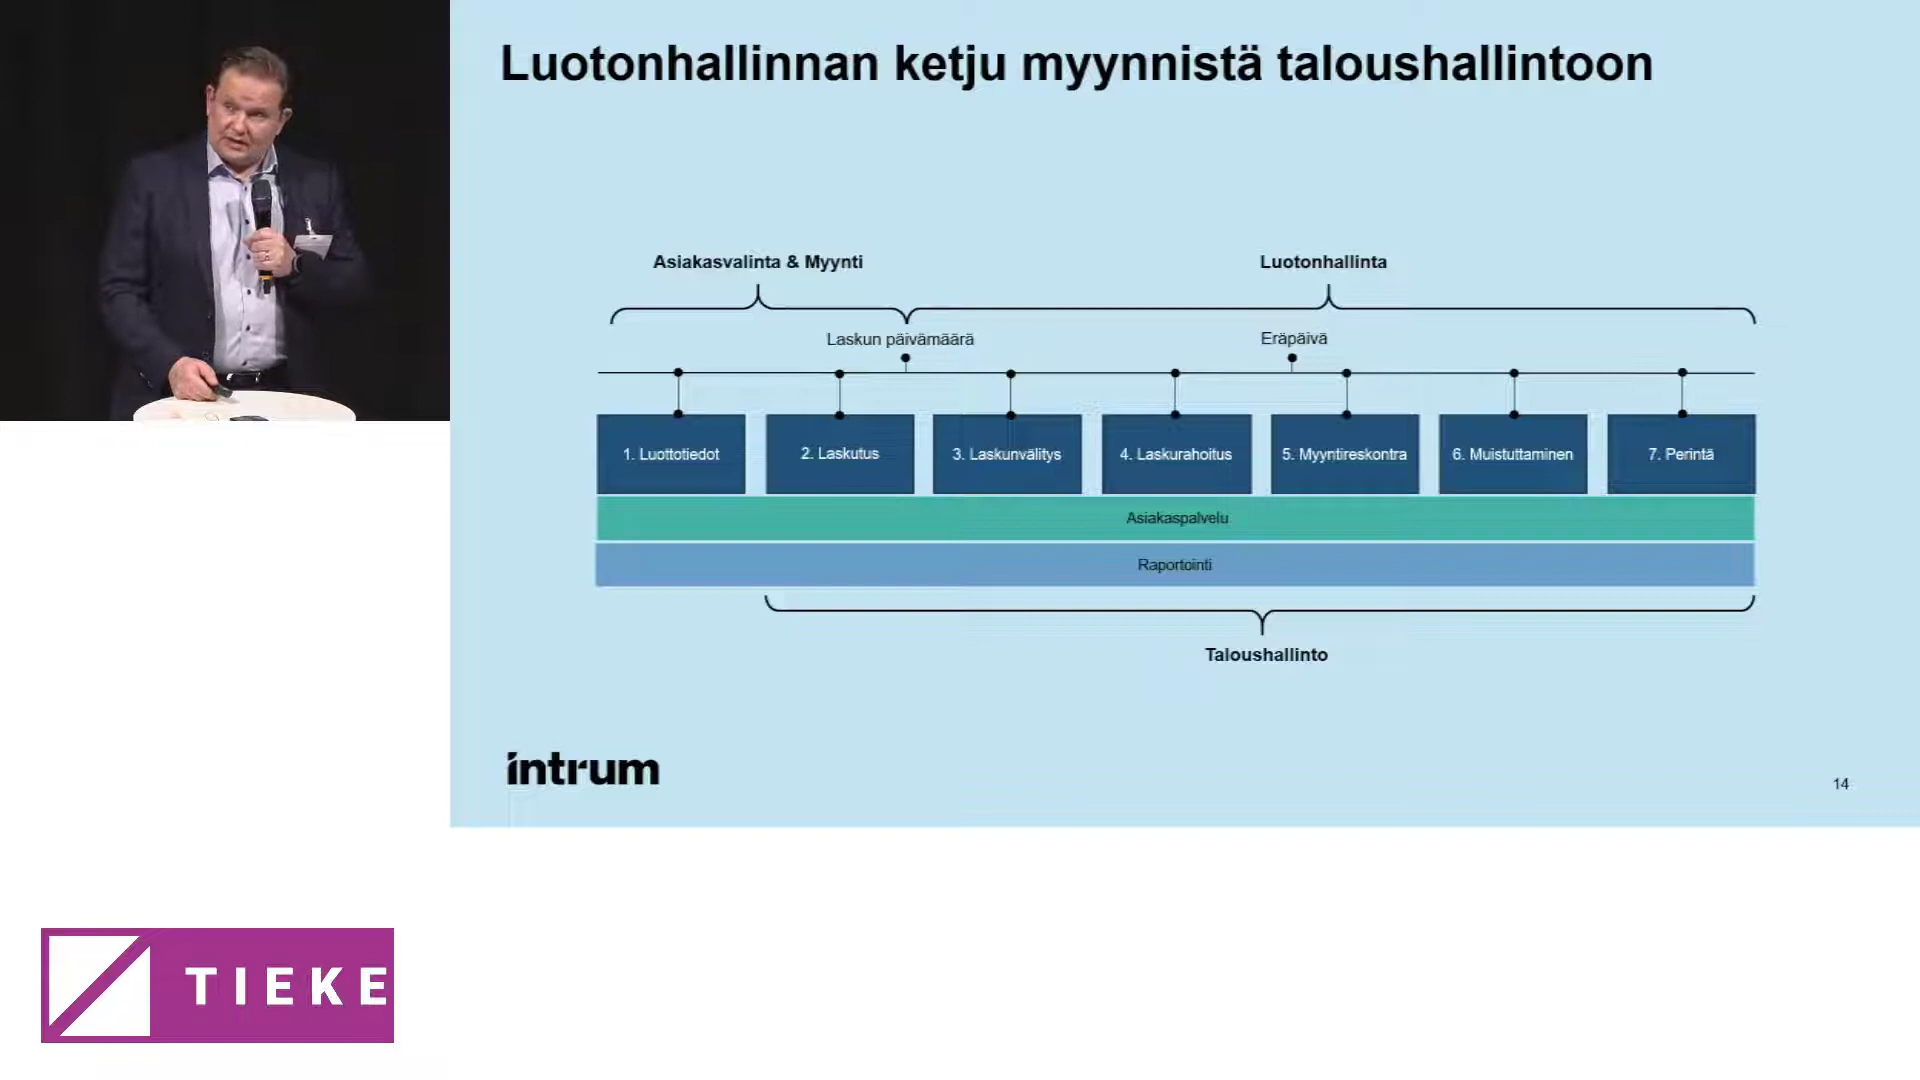 Luotonhallinnan ketju myynnistä taloushallintoon
Asiakasvalinta & Myynti
Luotonhallinta
Laskun päivämäärä
Eräpäivä
1. Luottotiedot
2. Laskutus
3. Laskunvälitys
4. Laskurahoitus
5. Myyntireskontra
6. Muistuttaminen
7. Perintä
Asiakaspalvelu
Raportointi
Taloushallinto
intrum
14
TIEKE